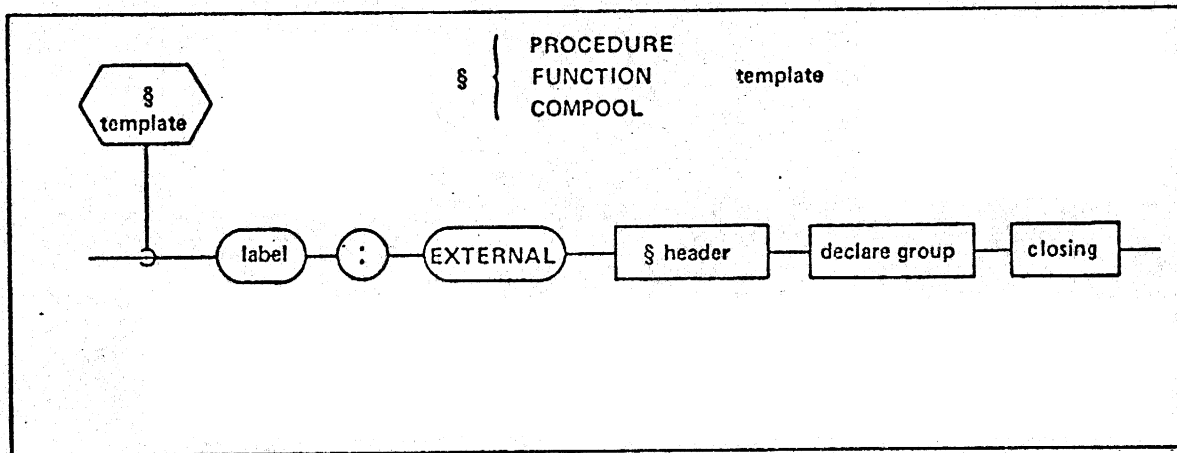 PROCEDURE
§ FUNCTION template
COMPOOL
§
template
label : EXTERNAL § header declare group closing